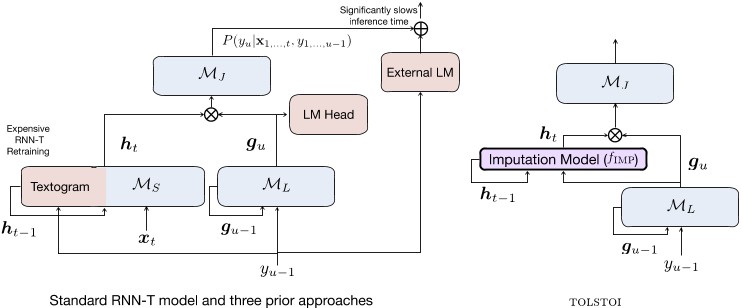 Significantly slows
inference time
P(y_u|x_{1,...,t}, y_{1,...,u-1})
⊕
M_J
External LM
⊗
LM Head
Expensive
RNN-T
Retraining
h_t
g_u
Textogram
M_S
M_L
h_{t-1}
x_t
g_{u-1}
y_{u-1}
Standard RNN-T model and three prior approaches
M_J
h_t
⊗
Imputation Model (f_IMP)
g_u
h_{t-1}
M_L
g_{u-1}
y_{u-1}
TOLSTOI